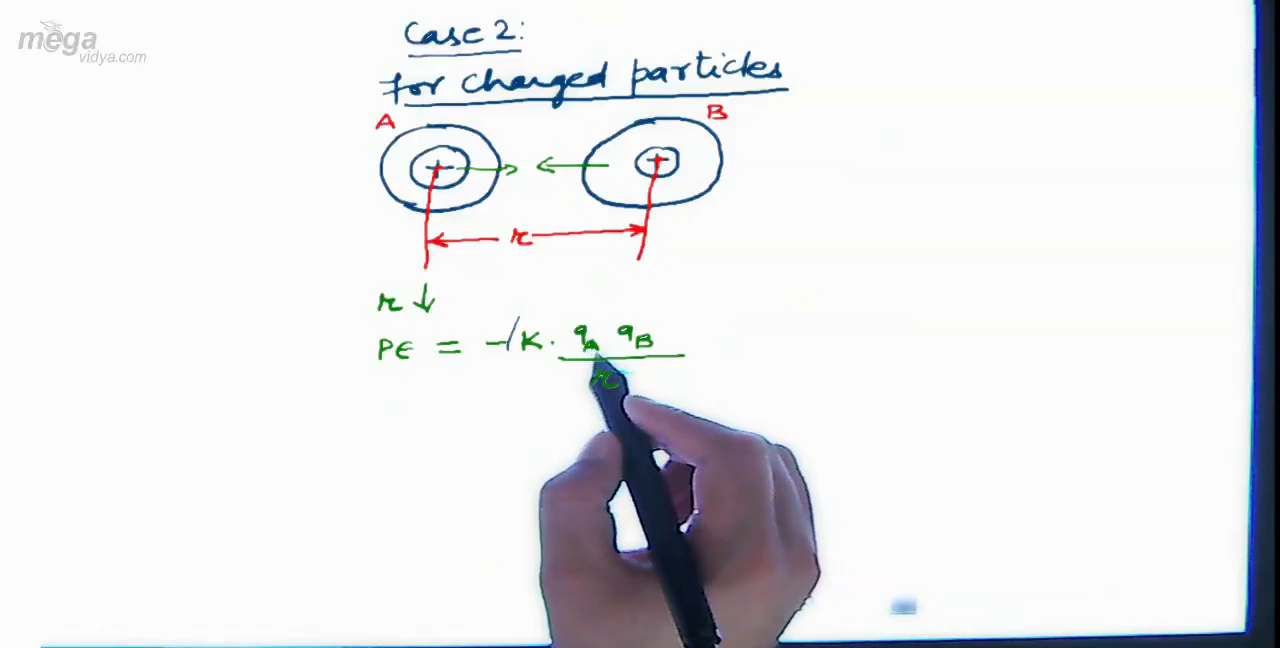 mega
vidya.com
Case 2:
for charged particles
A B
+ +
r
r ↓
PE = -K · qA qB
r